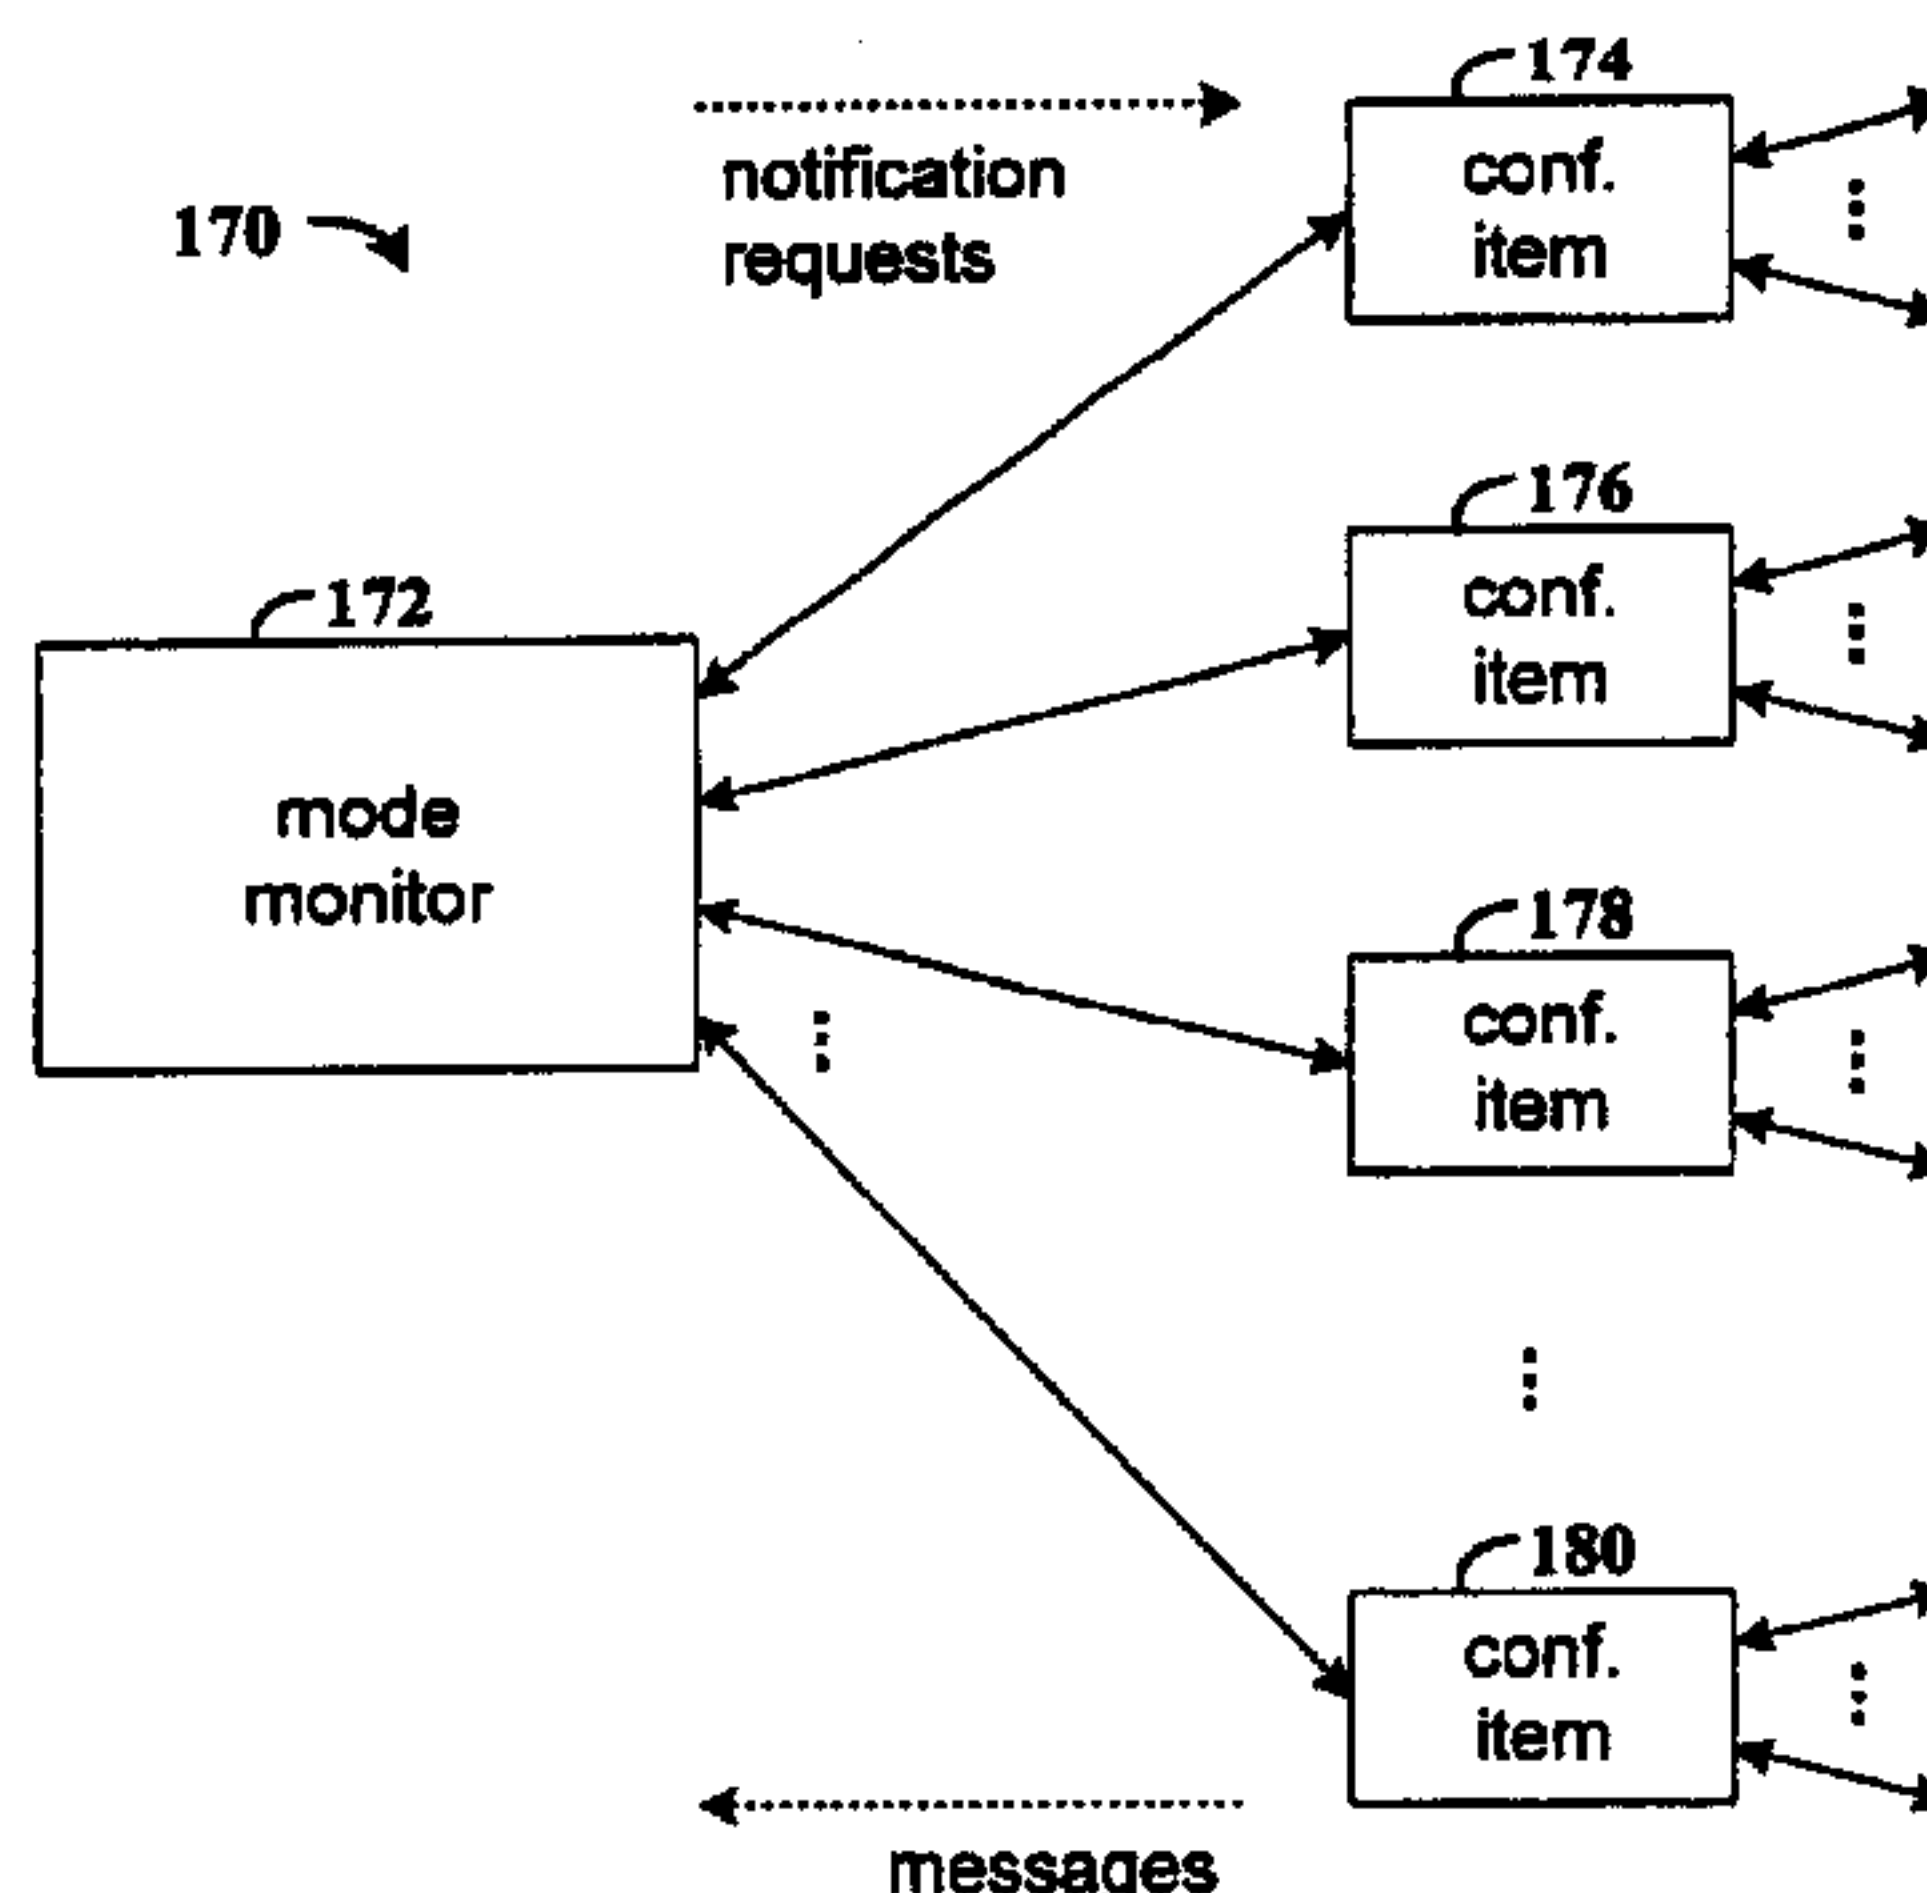 174
notification
requests
conf.
item
170
176
conf.
item
172
mode
monitor
178
conf.
item
180
conf.
item
messages